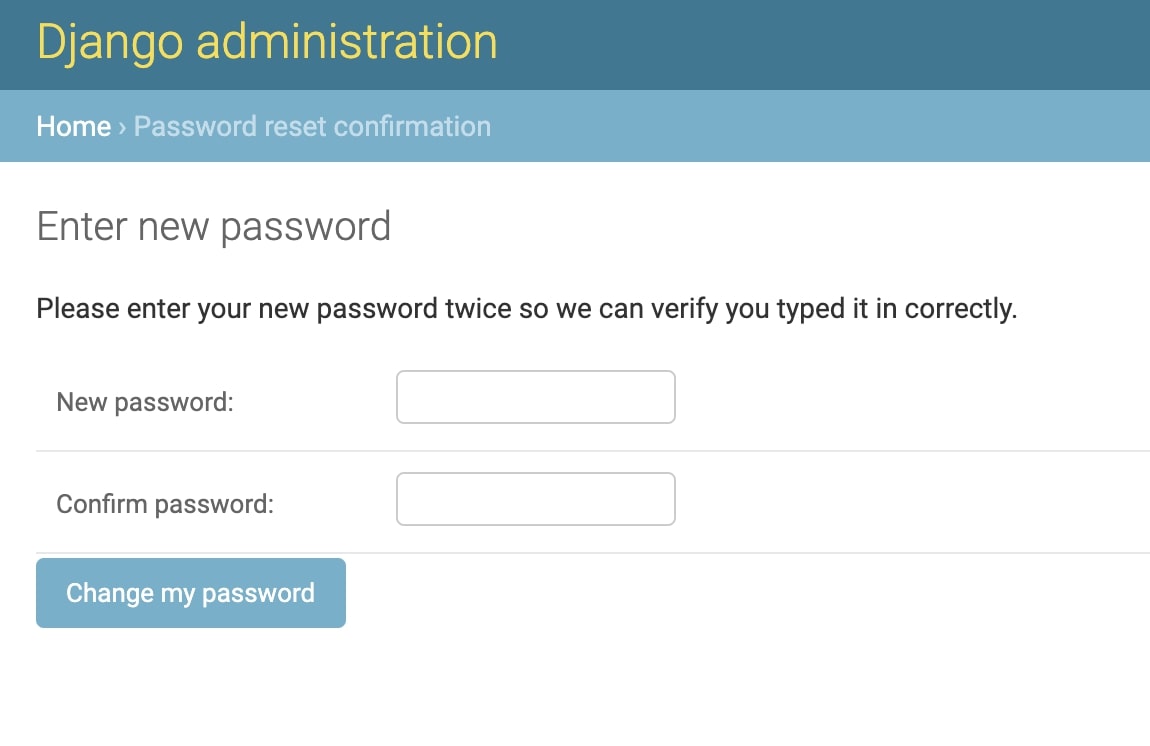 Django administration
Home › Password reset confirmation
Enter new password
Please enter your new password twice so we can verify you typed it in correctly.
New password:
Confirm password:
Change my password